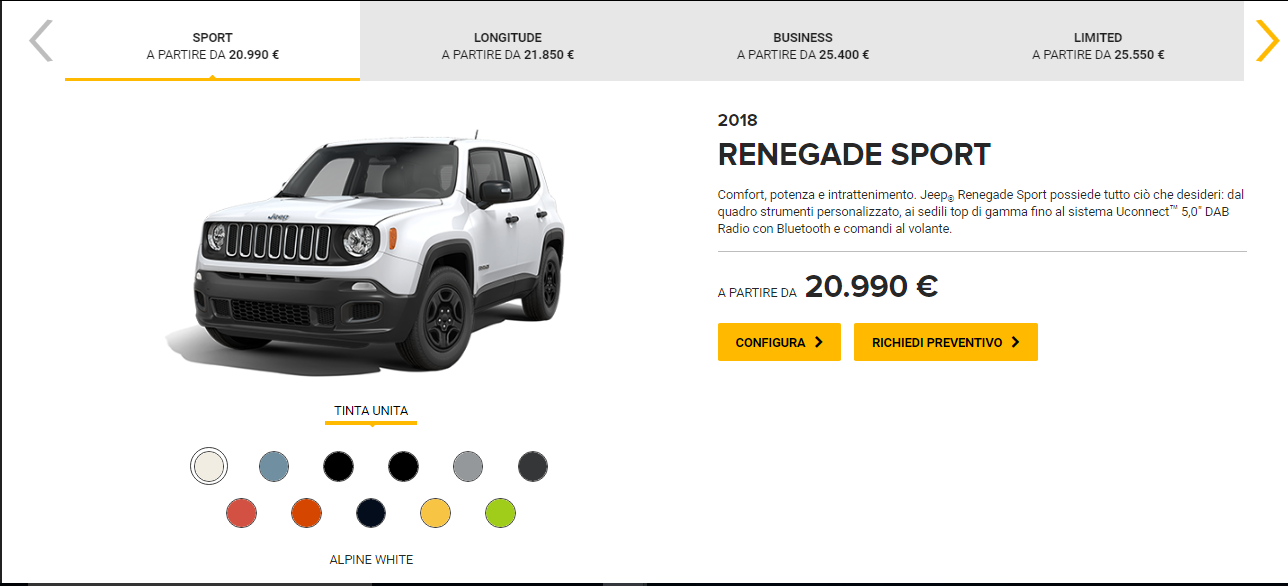 SPORT
A PARTIRE DA 20.990 €
LONGITUDE
A PARTIRE DA 21.850 €
BUSINESS
A PARTIRE DA 25.400 €
LIMITED
A PARTIRE DA 25.550 €
2018
RENEGADE SPORT
Comfort, potenza e intrattenimento. Jeep® Renegade Sport possiede tutto ciò che desideri: dal
quadro strumenti personalizzato, ai sedili top di gamma fino al sistema Uconnect™ 5,0" DAB
Radio con Bluetooth e comandi al volante.
A PARTIRE DA 20.990 €
CONFIGURA
RICHIEDI PREVENTIVO
Jeep
TINTA UNITA
ALPINE WHITE